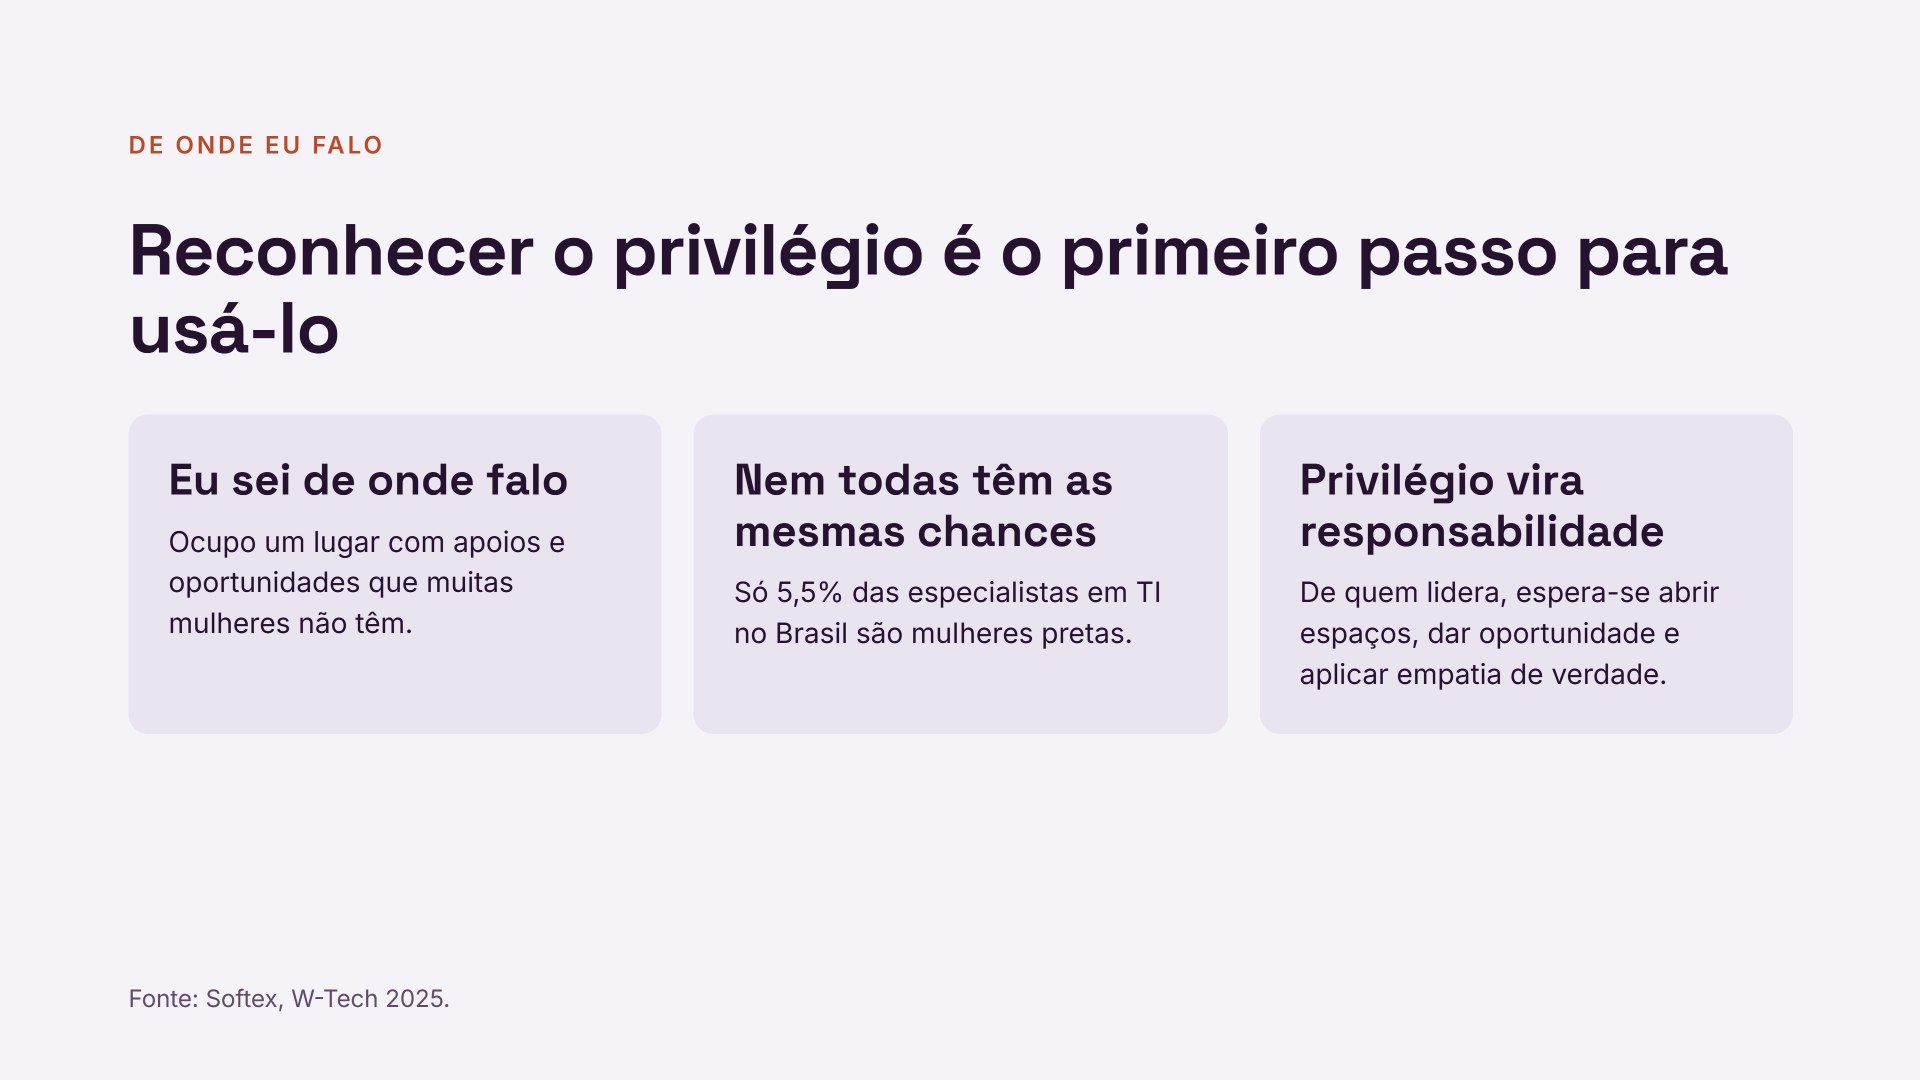 DE ONDE EU FALO
Reconhecer o privilégio é o primeiro passo para
usá-lo
Eu sei de onde falo
Ocupo um lugar com apoios e
oportunidades que muitas
mulheres não têm.
Nem todas têm as
mesmas chances
Só 5,5% das especialistas em TI
no Brasil são mulheres pretas.
Privilégio vira
responsabilidade
De quem lidera, espera-se abrir
espaços, dar oportunidade e
aplicar empatia de verdade.
Fonte: Softex, W-Tech 2025.